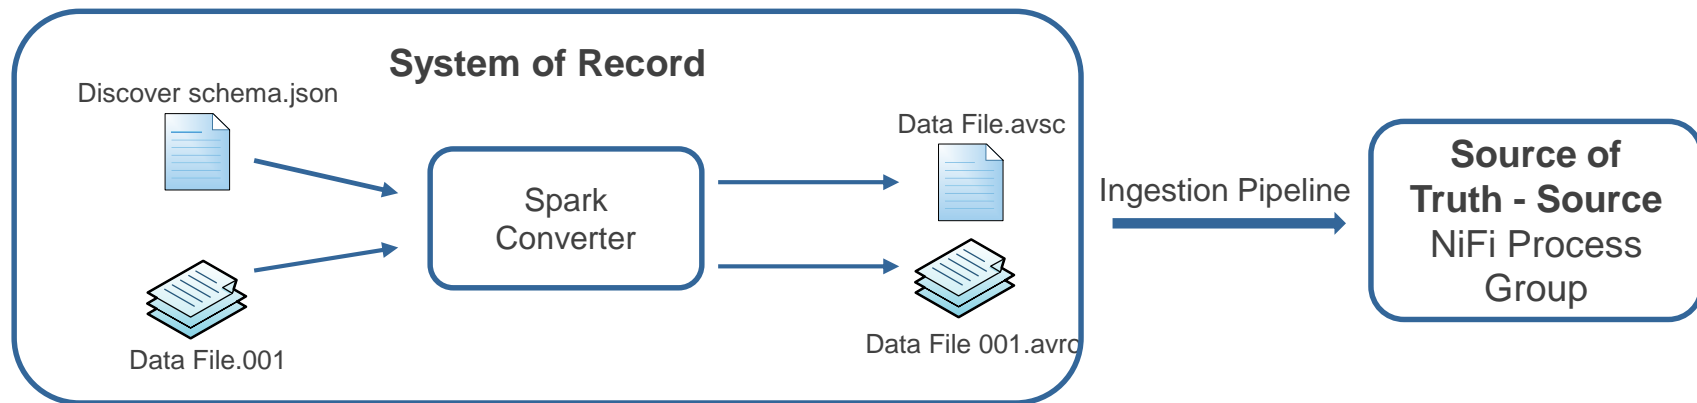 System of Record
Discover schema.json
Data File.001
Spark
Converter
Data File.avsc
Data File 001.avro
Ingestion Pipeline
Source of
Truth - Source
NiFi Process
Group